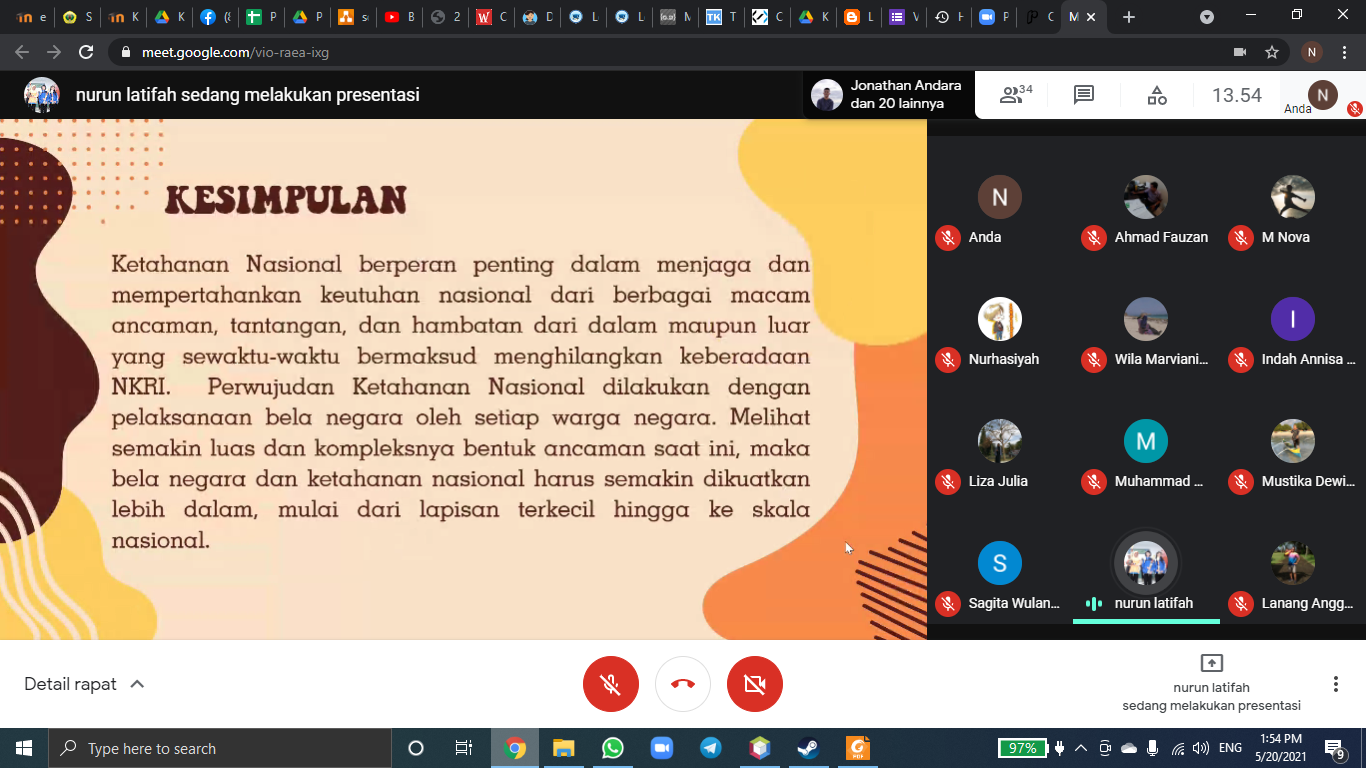 e S K K K (8 P P s B 2 C D L L M T C K L V H P C M
meet.google.com/vio-raea-ixg N
nurun latifah sedang melakukan presentasi
Jonathan Andara
dan 20 lainnya
34
13.54
Anda N
KESIMPULAN
Ketahanan Nasional berperan penting dalam menjaga dan
mempertahankan keutuhan nasional dari berbagai macam
ancaman, tantangan, dan hambatan dari dalam maupun luar
yang sewaktu-waktu bermaksud menghilangkan keberadaan
NKRI. Perwujudan Ketahanan Nasional dilakukan dengan
pelaksanaan bela negara oleh setiap warga negara. Melihat
semakin luas dan kompleksnya bentuk ancaman saat ini, maka
bela negara dan ketahanan nasional harus semakin dikuatkan
lebih dalam, mulai dari lapisan terkecil hingga ke skala
nasional.
N
Anda
Ahmad Fauzan
M Nova
Nurhasiyah
Wila Marviani...
I
Indah Annisa ...
Liza Julia
M
Muhammad ...
Mustika Dewi...
S
Sagita Wulan...
nurun latifah
Lanang Angg...
Detail rapat
nurun latifah
sedang melakukan presentasi
Type here to search
97%
ENG
1:54 PM
5/20/2021
9